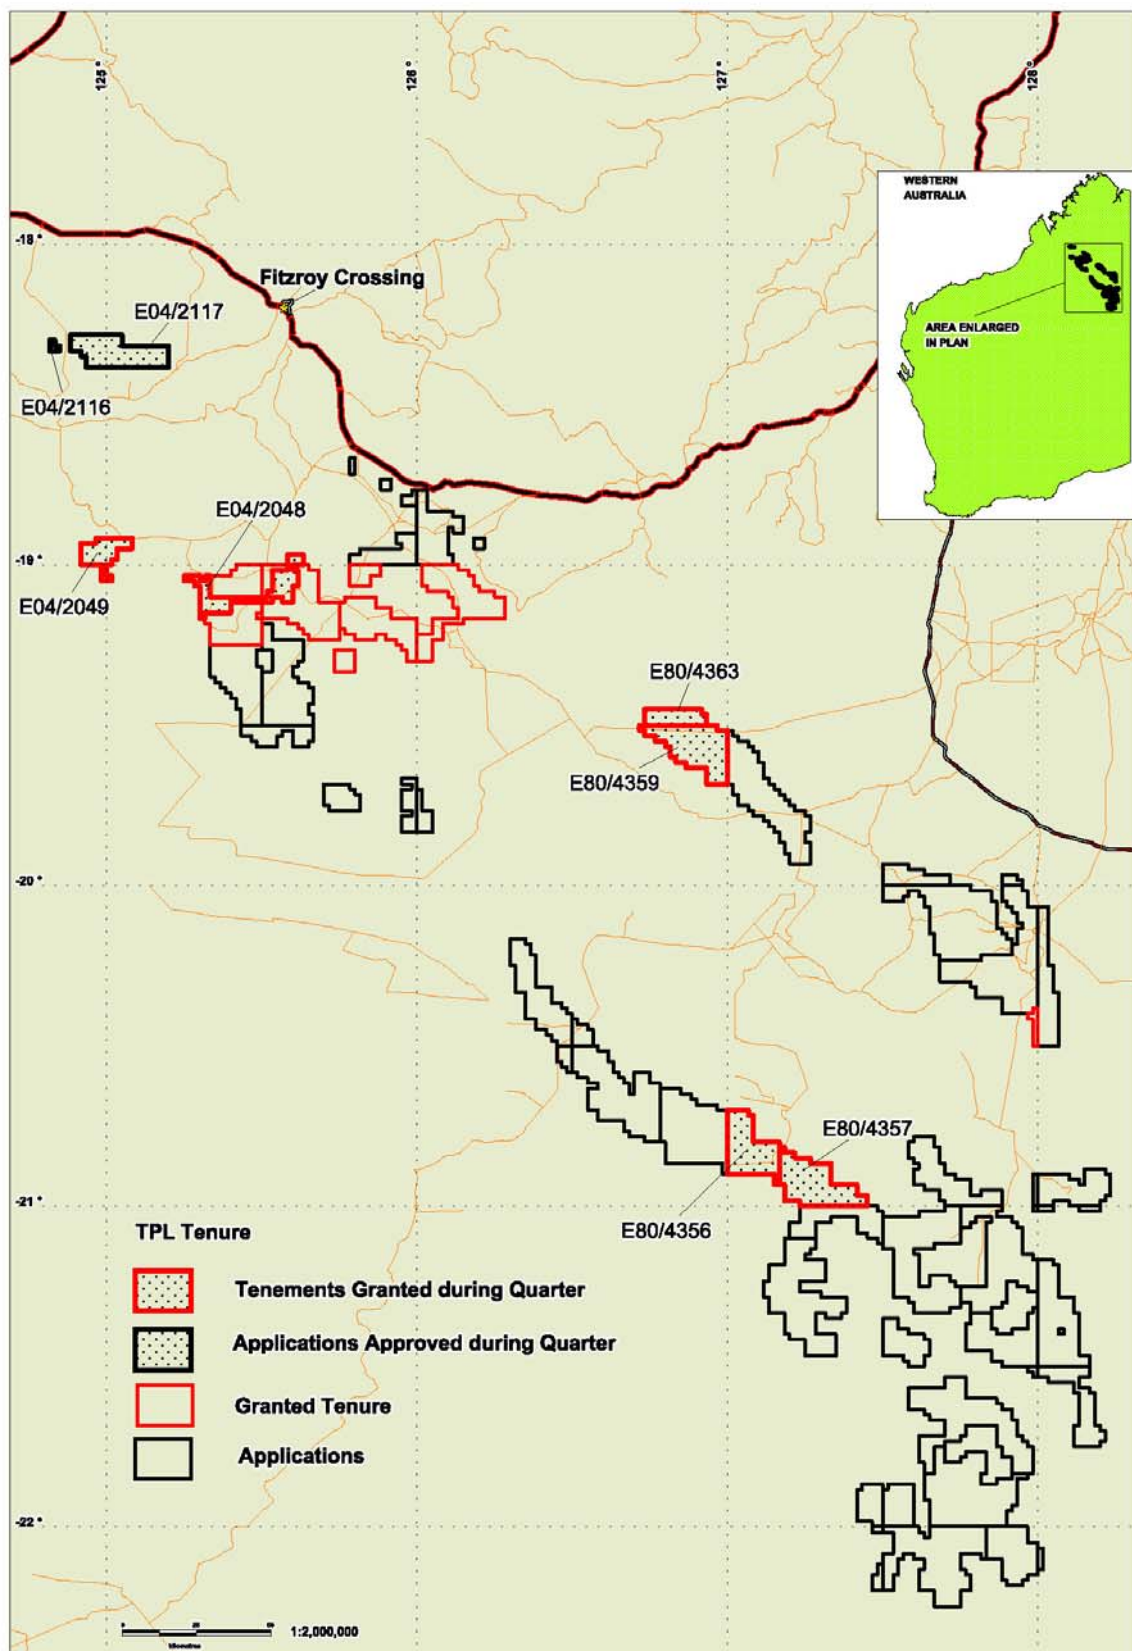 125°
126°
127°
128°
WESTERN
AUSTRALIA
-18°
Fitzroy Crossing
E04/2117
AREA ENLARGED
IN PLAN
E04/2116
E04/2048
-19°
E04/2049
E80/4363
E80/4359
-20°
E80/4357
-21°
E80/4356
TPL Tenure
Tenements Granted during Quarter
Applications Approved during Quarter
Granted Tenure
Applications
-22°
1:2,000,000
kilometres